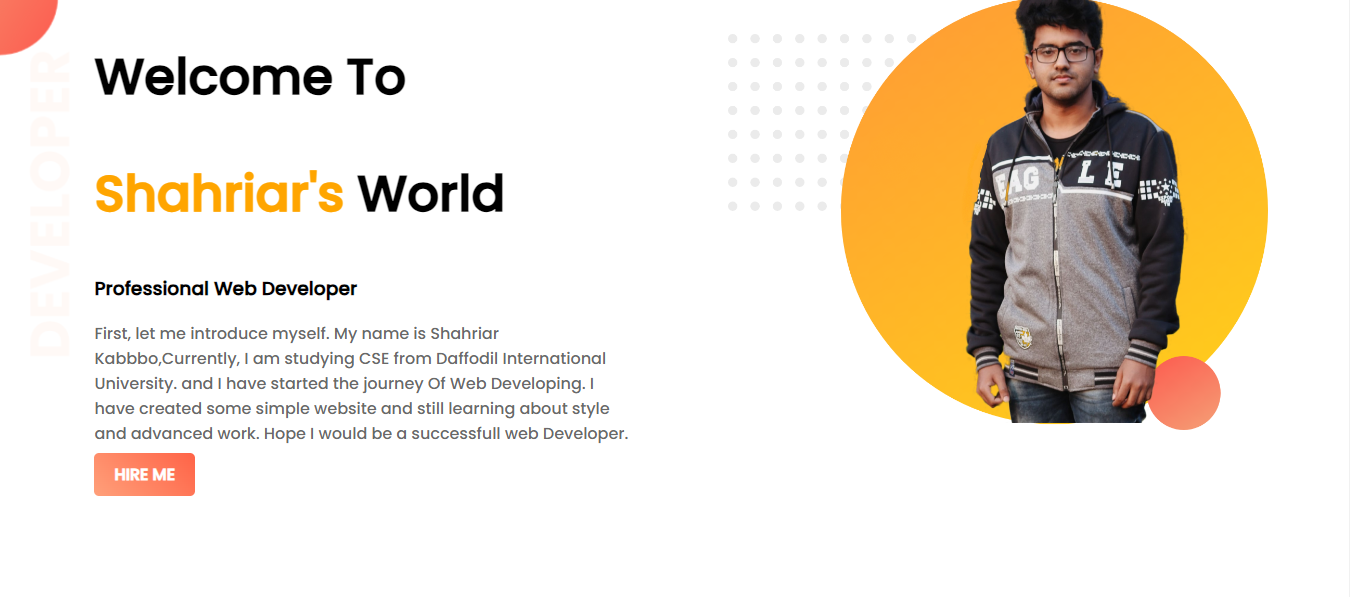 DEVELOPER
Welcome To
Shahriar's World
Professional Web Developer
First, let me introduce myself. My name is Shahriar
Kabbbo,Currently, I am studying CSE from Daffodil International
University. and I have started the journey Of Web Developing. I
have created some simple website and still learning about style
and advanced work. Hope I would be a successfull web Developer.
HIRE ME
EAG LE